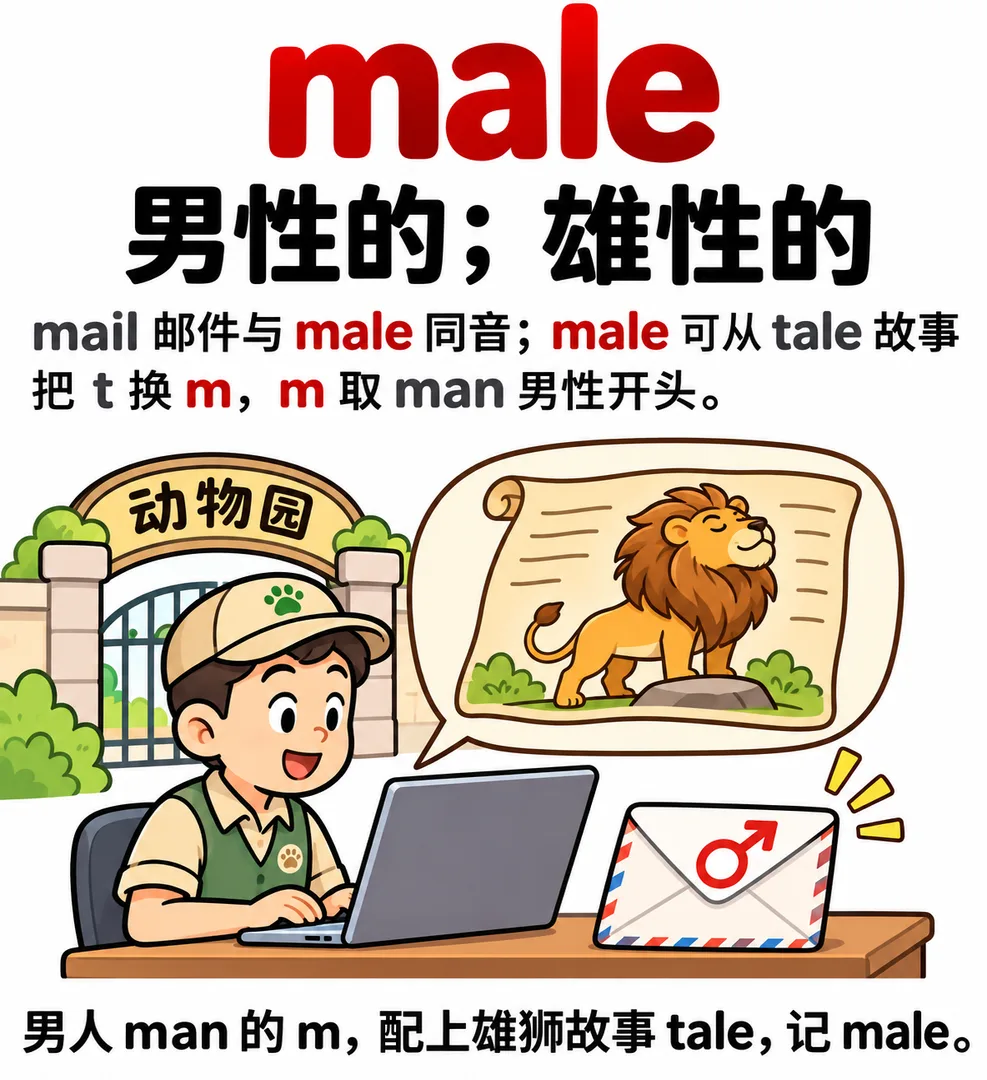 male
男性的；雄性的
mail 邮件与 male 同音；male 可从 tale 故事
把 t 换 m，m 取 man 男性开头。
动物园
男人 man 的 m，配上雄狮故事 tale，记 male。